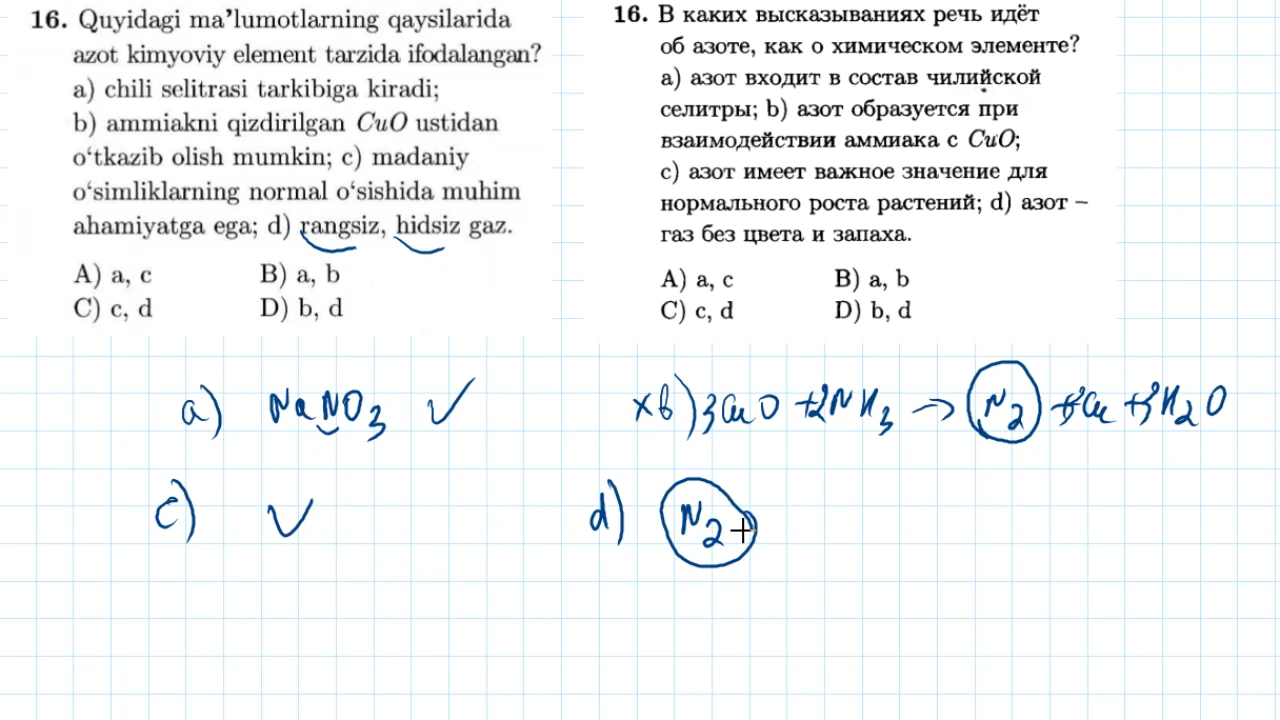 16. Quyidagi ma’lumotlarning qaysilarida
azot kimyoviy element tarzida ifodalangan?
a) chili selitrasi tarkibiga kiradi;
b) ammiakni qizdirilgan CuO ustidan
o‘tkazib olish mumkin; c) madaniy
o‘simliklarning normal o‘sishida muhim
ahamiyatga ega; d) rangsiz, hidsiz gaz.
A) a, c B) a, b
C) c, d D) b, d
16. В каких высказываниях речь идёт
об азоте, как о химическом элементе?
a) азот входит в состав чилийской
селитры; b) азот образуется при
взаимодействии аммиака с CuO;
c) азот имеет важное значение для
нормального роста растений; d) азот –
газ без цвета и запаха.
A) a, c B) a, b
C) c, d D) b, d
a) NaNO3 ✓
×b) 3CuO + 2NH3 → N2 + 3Cu + 3H2O
c) ✓
d) N2